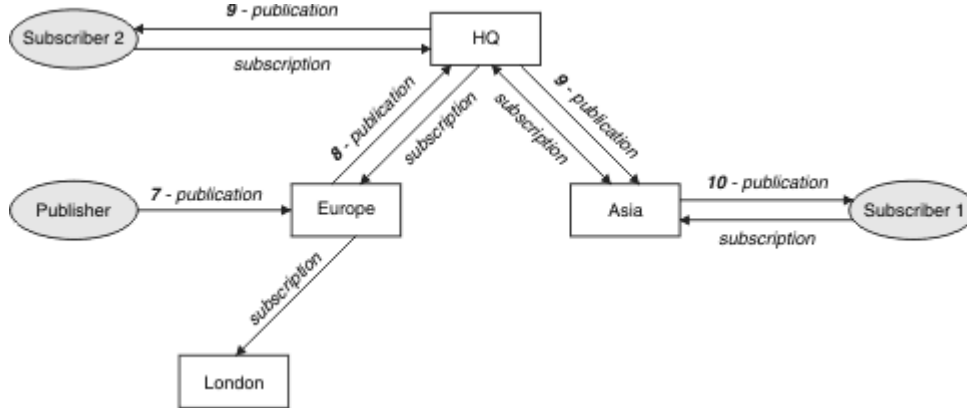 9 - publication
Subscriber 2
HQ
subscription
8 - publication
subscription
subscription
9 - publication
7 - publication
Publisher
Europe
Asia
10 - publication
Subscriber 1
subscription
subscription
London